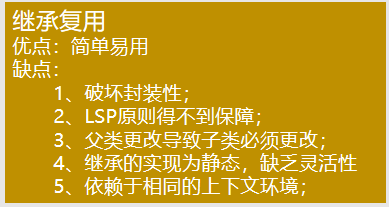 继承复用
优点：简单易用
缺点：
1、破坏封装性；
2、LSP原则得不到保障；
3、父类更改导致子类必须更改；
4、继承的实现为静态，缺乏灵活性
5、依赖于相同的上下文环境；